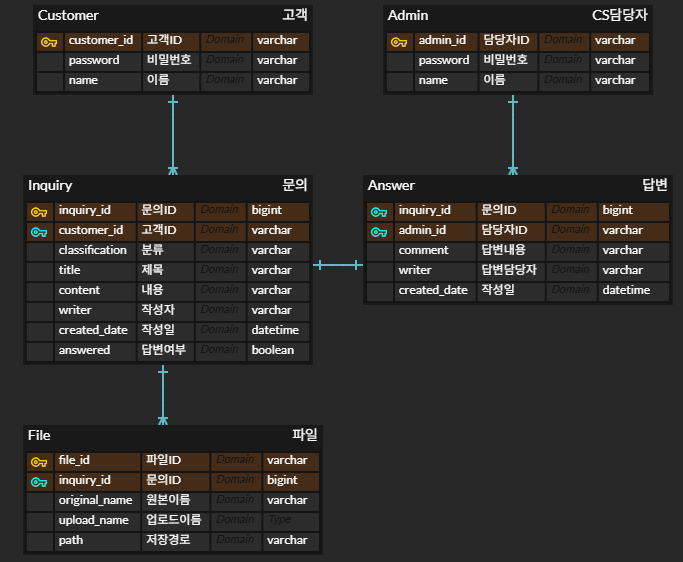 Customer 고객
customer_id 고객ID Domain varchar
password 비밀번호 Domain varchar
name 이름 Domain varchar
Admin CS담당자
admin_id 담당자ID Domain varchar
password 비밀번호 Domain varchar
name 이름 Domain varchar
Inquiry 문의
inquiry_id 문의ID Domain bigint
customer_id 고객ID Domain varchar
classification 분류 Domain varchar
title 제목 Domain varchar
content 내용 Domain varchar
writer 작성자 Domain varchar
created_date 작성일 Domain datetime
answered 답변여부 Domain boolean
Answer 답변
inquiry_id 문의ID Domain bigint
admin_id 담당자ID Domain varchar
comment 답변내용 Domain varchar
writer 답변담당자 Domain varchar
created_date 작성일 Domain datetime
File 파일
file_id 파일ID Domain varchar
inquiry_id 문의ID Domain bigint
original_name 원본이름 Domain varchar
upload_name 업로드이름 Domain Type
path 저장경로 Domain varchar